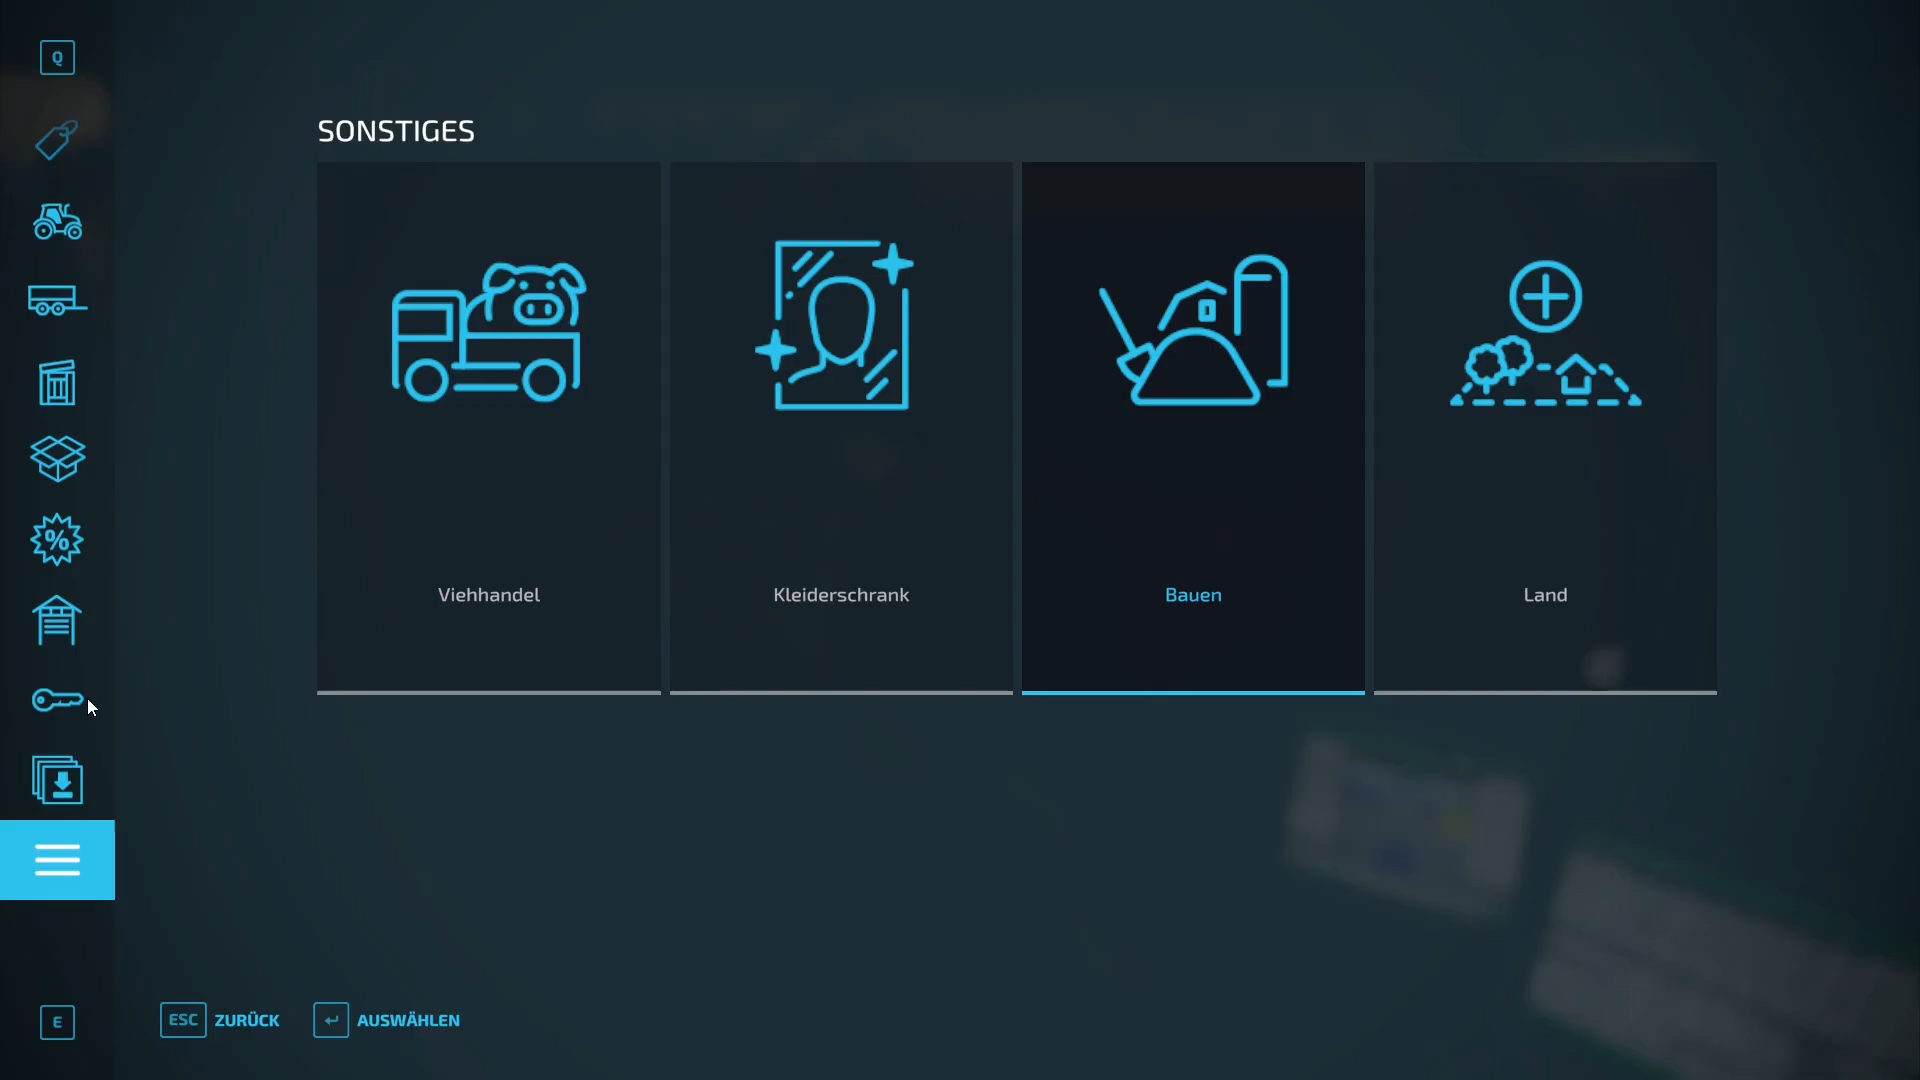 Q
SONSTIGES
%
Viehhandel
Kleiderschrank
Bauen
Land
E
ESC ZURÜCK
AUSWÄHLEN